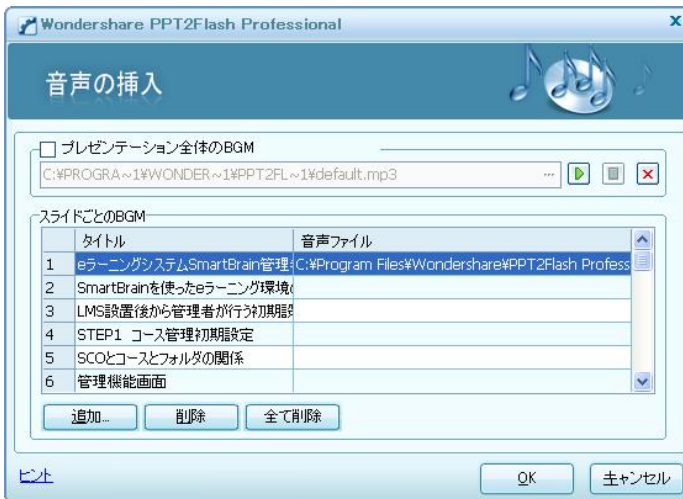 Wondershare PPT2Flash Professional
音声の挿入
プレゼンテーション全体のBGM
C:¥PROGRA~1¥WONDER~1¥PPT2FL~1¥default.mp3 ...
スライドごとのBGM
タイトル 音声ファイル
1 eラーニングシステムSmartBrain管理 C:¥Program Files¥Wondershare¥PPT2Flash Profess
2 SmartBrainを使ったeラーニング環境
3 LMS設置後から管理者が行う初期設
4 STEP1 コース管理初期設定
5 SCOとコースとフォルダの関係
6 管理機能画面
追加... 削除 全て削除
ヒント OK キャンセル